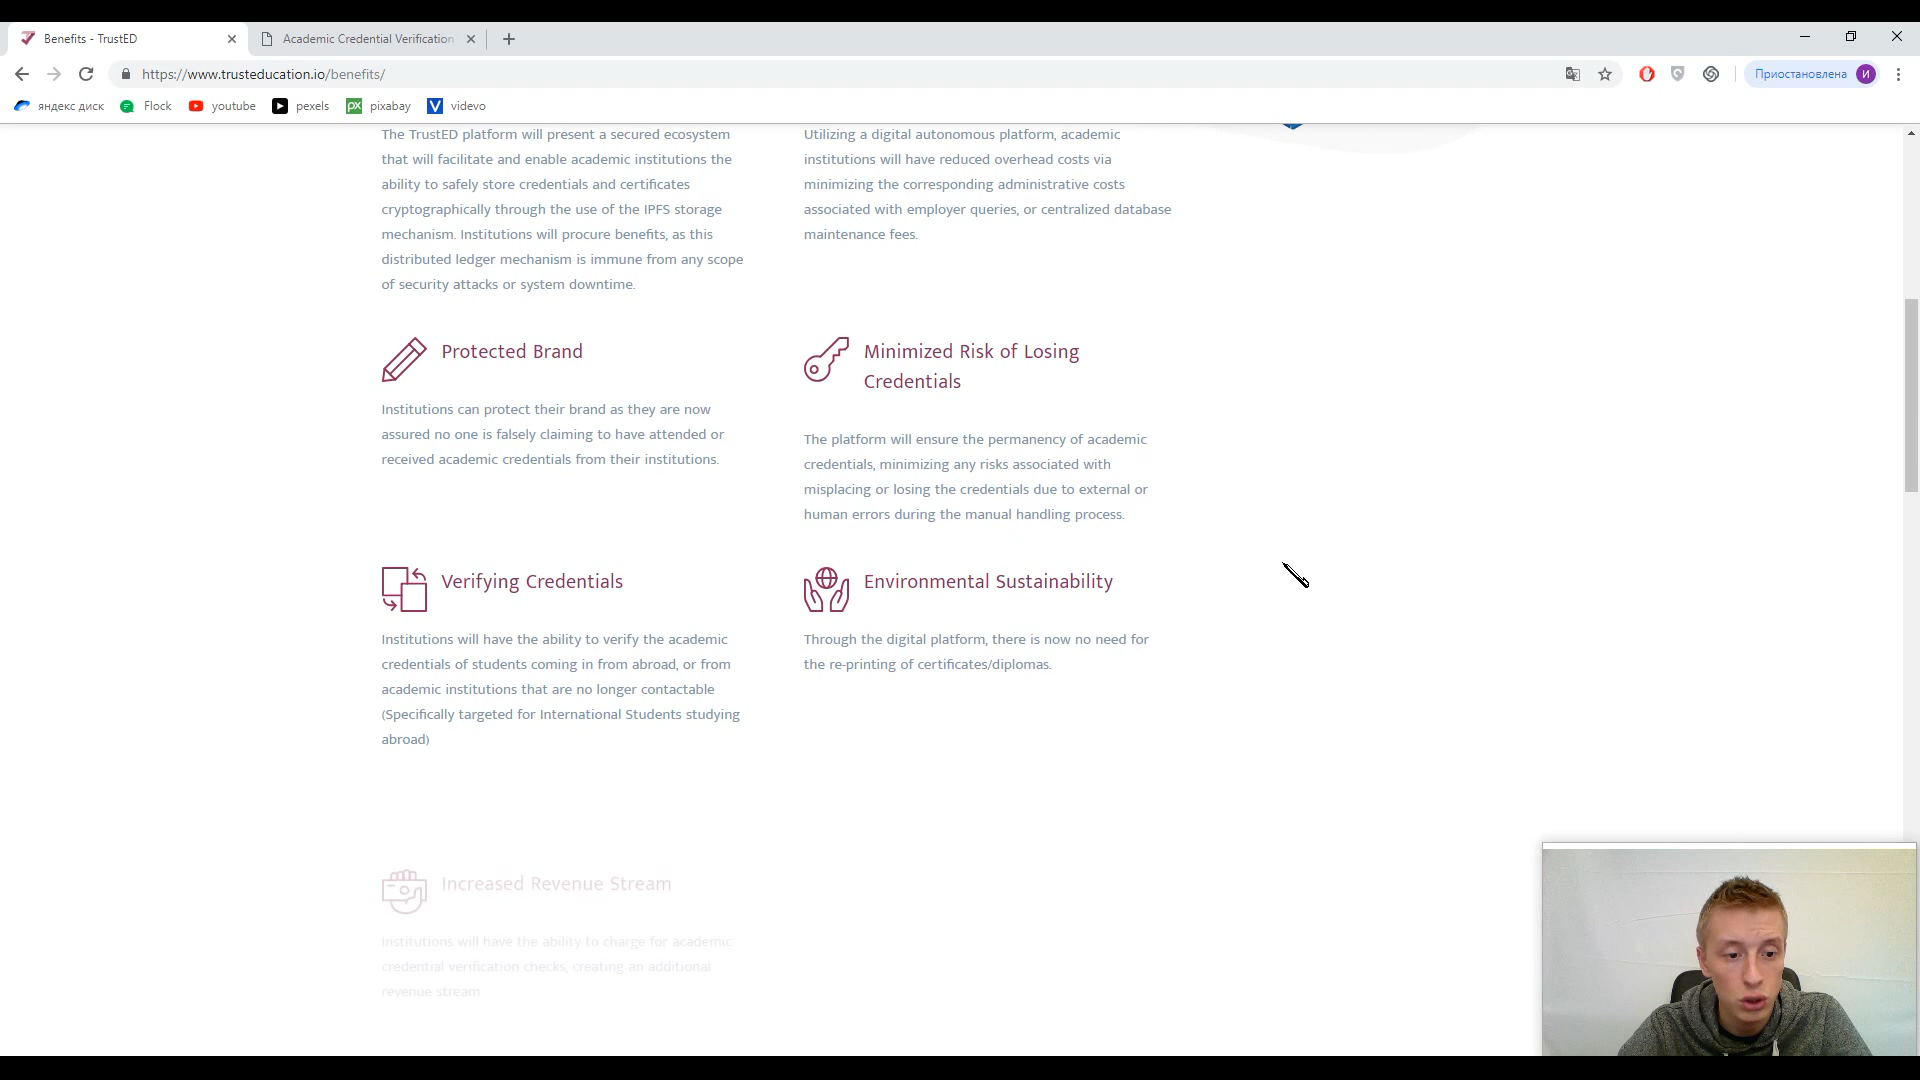 Benefits - TrustED
Academic Credential Verification
https://www.trusteducation.io/benefits/
Приостановлена
И
яндекс диск
Flock
youtube
pexels
px
pixabay
V
videvo
The TrustED platform will present a secured ecosystem
that will facilitate and enable academic institutions the
ability to safely store credentials and certificates
cryptographically through the use of the IPFS storage
mechanism. Institutions will procure benefits, as this
distributed ledger mechanism is immune from any scope
of security attacks or system downtime.
Utilizing a digital autonomous platform, academic
institutions will have reduced overhead costs via
minimizing the corresponding administrative costs
associated with employer queries, or centralized database
maintenance fees.
Protected Brand
Institutions can protect their brand as they are now
assured no one is falsely claiming to have attended or
received academic credentials from their institutions.
Minimized Risk of Losing
Credentials
The platform will ensure the permanency of academic
credentials, minimizing any risks associated with
misplacing or losing the credentials due to external or
human errors during the manual handling process.
Verifying Credentials
Institutions will have the ability to verify the academic
credentials of students coming in from abroad, or from
academic institutions that are no longer contactable
(Specifically targeted for International Students studying
abroad)
Environmental Sustainability
Through the digital platform, there is now no need for
the re-printing of certificates/diplomas.
Increased Revenue Stream
Institutions will have the ability to charge for academic
credential verification checks, creating an additional
revenue stream